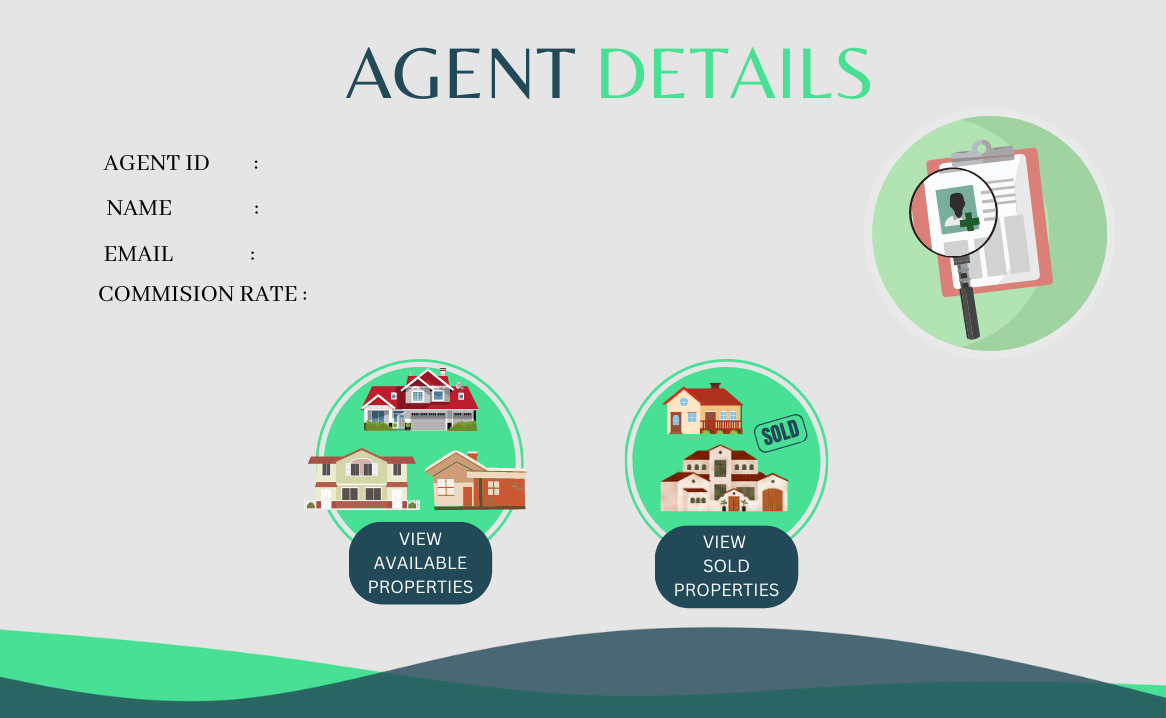 AGENT DETAILS
AGENT ID :
NAME :
EMAIL :
COMMISION RATE :
SOLD
VIEW
AVAILABLE
PROPERTIES
VIEW
SOLD
PROPERTIES